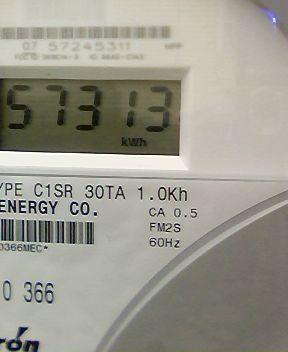 07 57245311
57313
kWh
YPE C1SR 30TA 1.0Kh
ENERGY CO.
CA 0.5
FM2S
60Hz
0366MEC*
0 366
rón